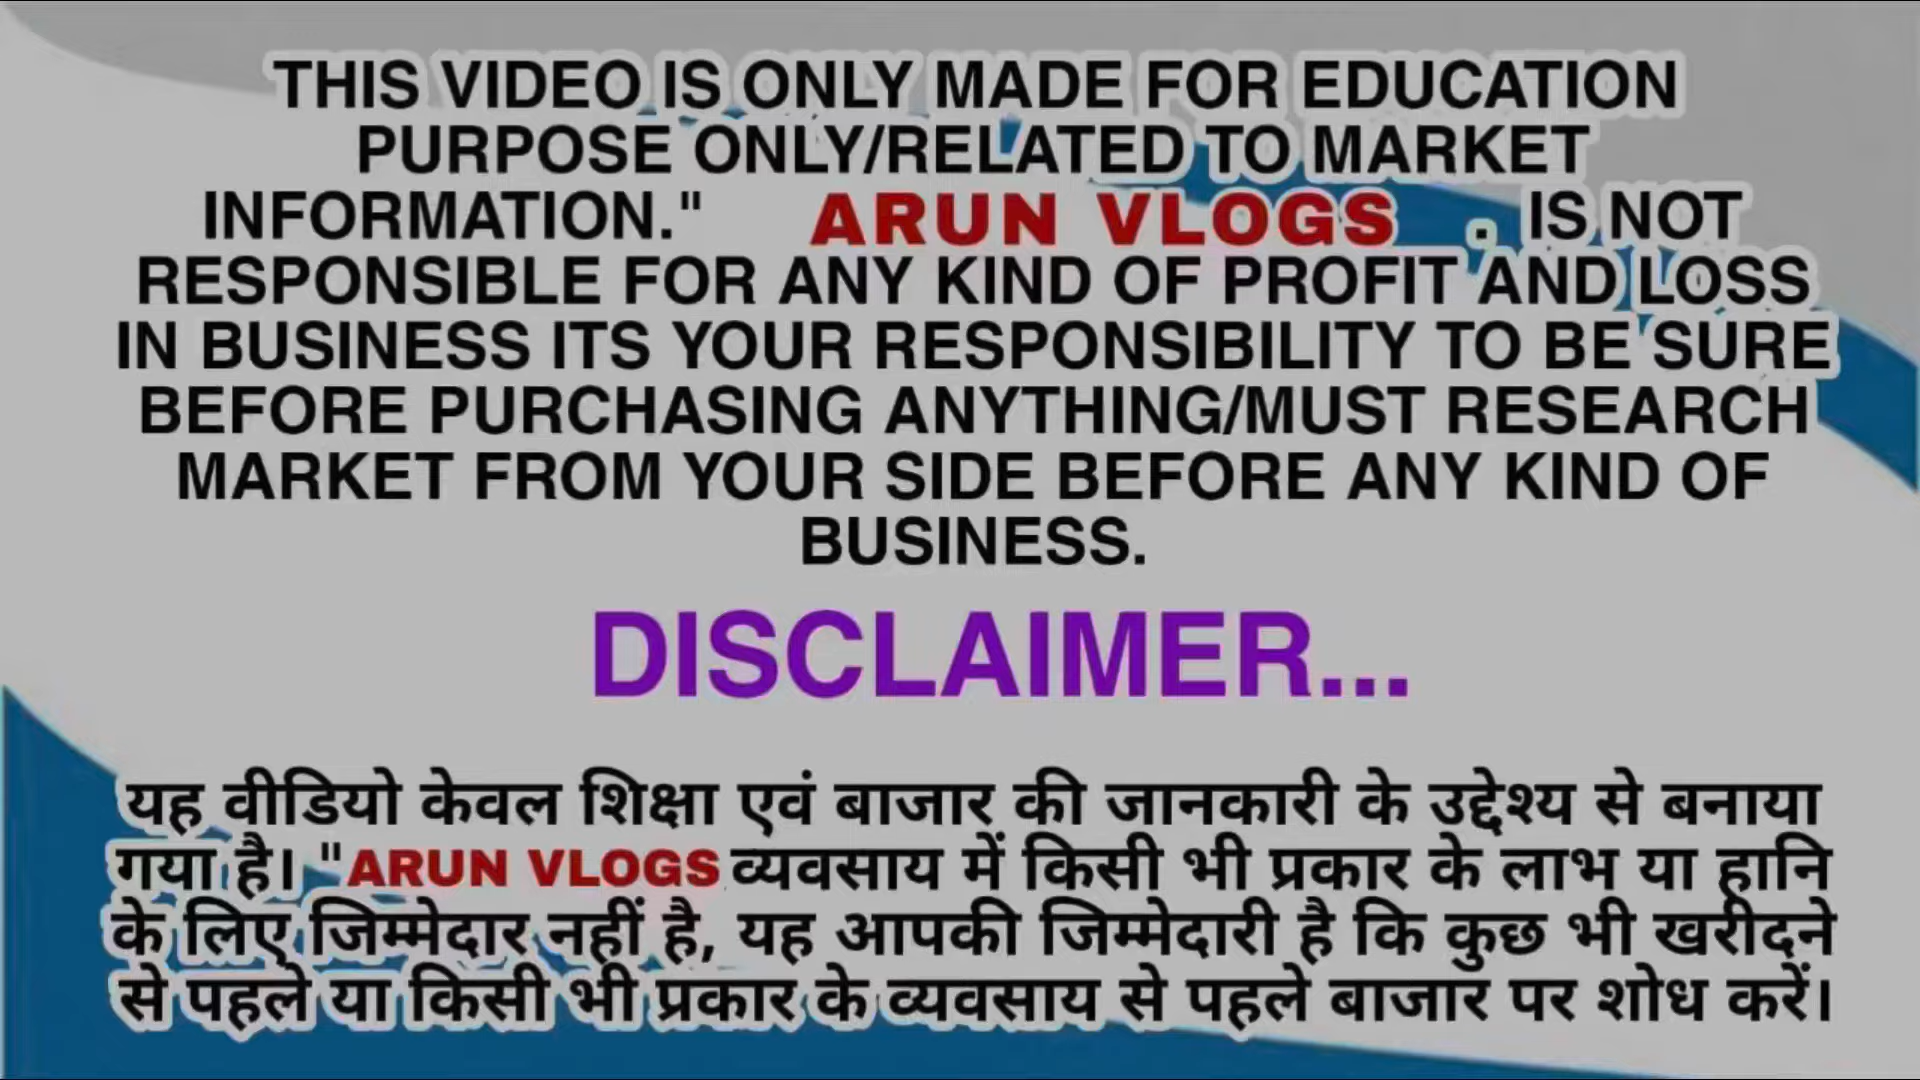 THIS VIDEO IS ONLY MADE FOR EDUCATION
PURPOSE ONLY/RELATED TO MARKET
INFORMATION." ARUN VLOGS . IS NOT
RESPONSIBLE FOR ANY KIND OF PROFIT AND LOSS
IN BUSINESS ITS YOUR RESPONSIBILITY TO BE SURE
BEFORE PURCHASING ANYTHING/MUST RESEARCH
MARKET FROM YOUR SIDE BEFORE ANY KIND OF
BUSINESS.
DISCLAIMER...
यह वीडियो केवल शिक्षा एवं बाजार की जानकारी के उद्देश्य से बनाया
गया है। "ARUN VLOGS व्यवसाय में किसी भी प्रकार के लाभ या हानि
के लिए जिम्मेदार नहीं है, यह आपकी जिम्मेदारी है कि कुछ भी खरीदने
से पहले या किसी भी प्रकार के व्यवसाय से पहले बाजार पर शोध करें।